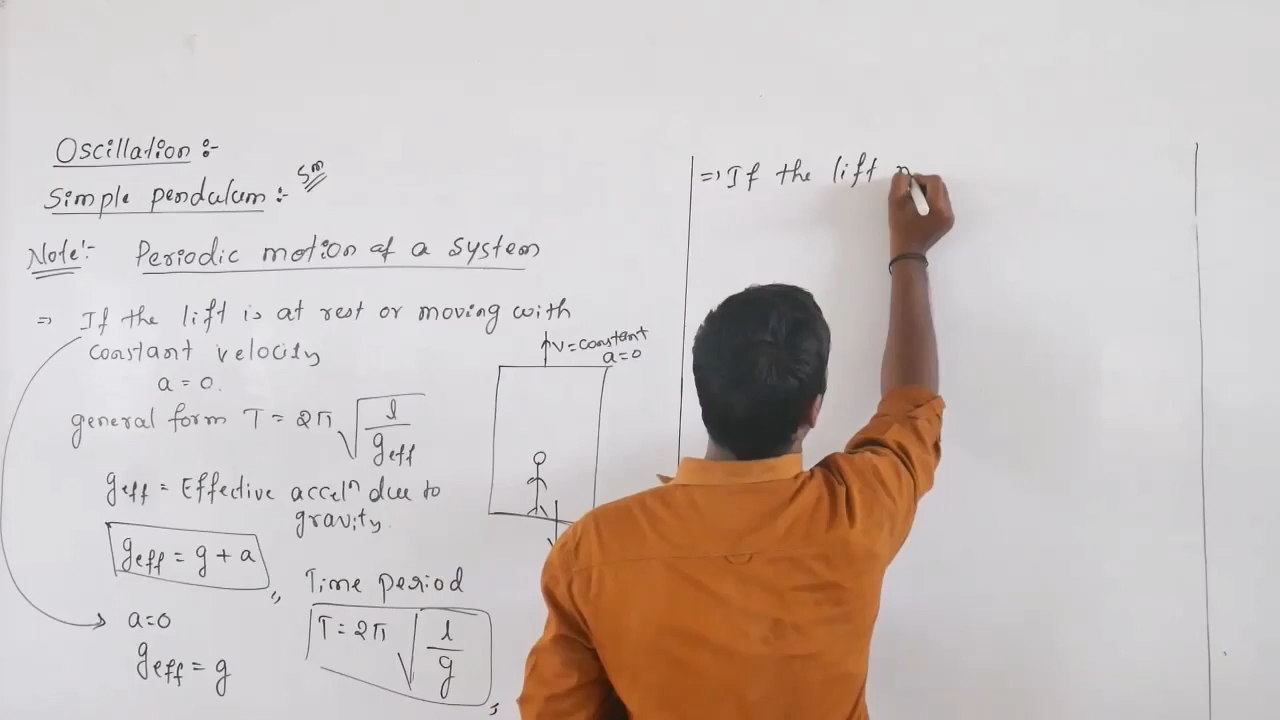 Oscillation :-
Simple pendulum :- 5m
Note :- Periodic motion of a system
=> If the lift is at rest or moving with
constant velocity
a = 0.
general form T = 2π √(l/geff)
geff = Effective acceln due to
gravity.
geff = g + a
a=0
geff = g
Time period
T = 2π √(l/g)
V = constant
a=0
=> If the lift